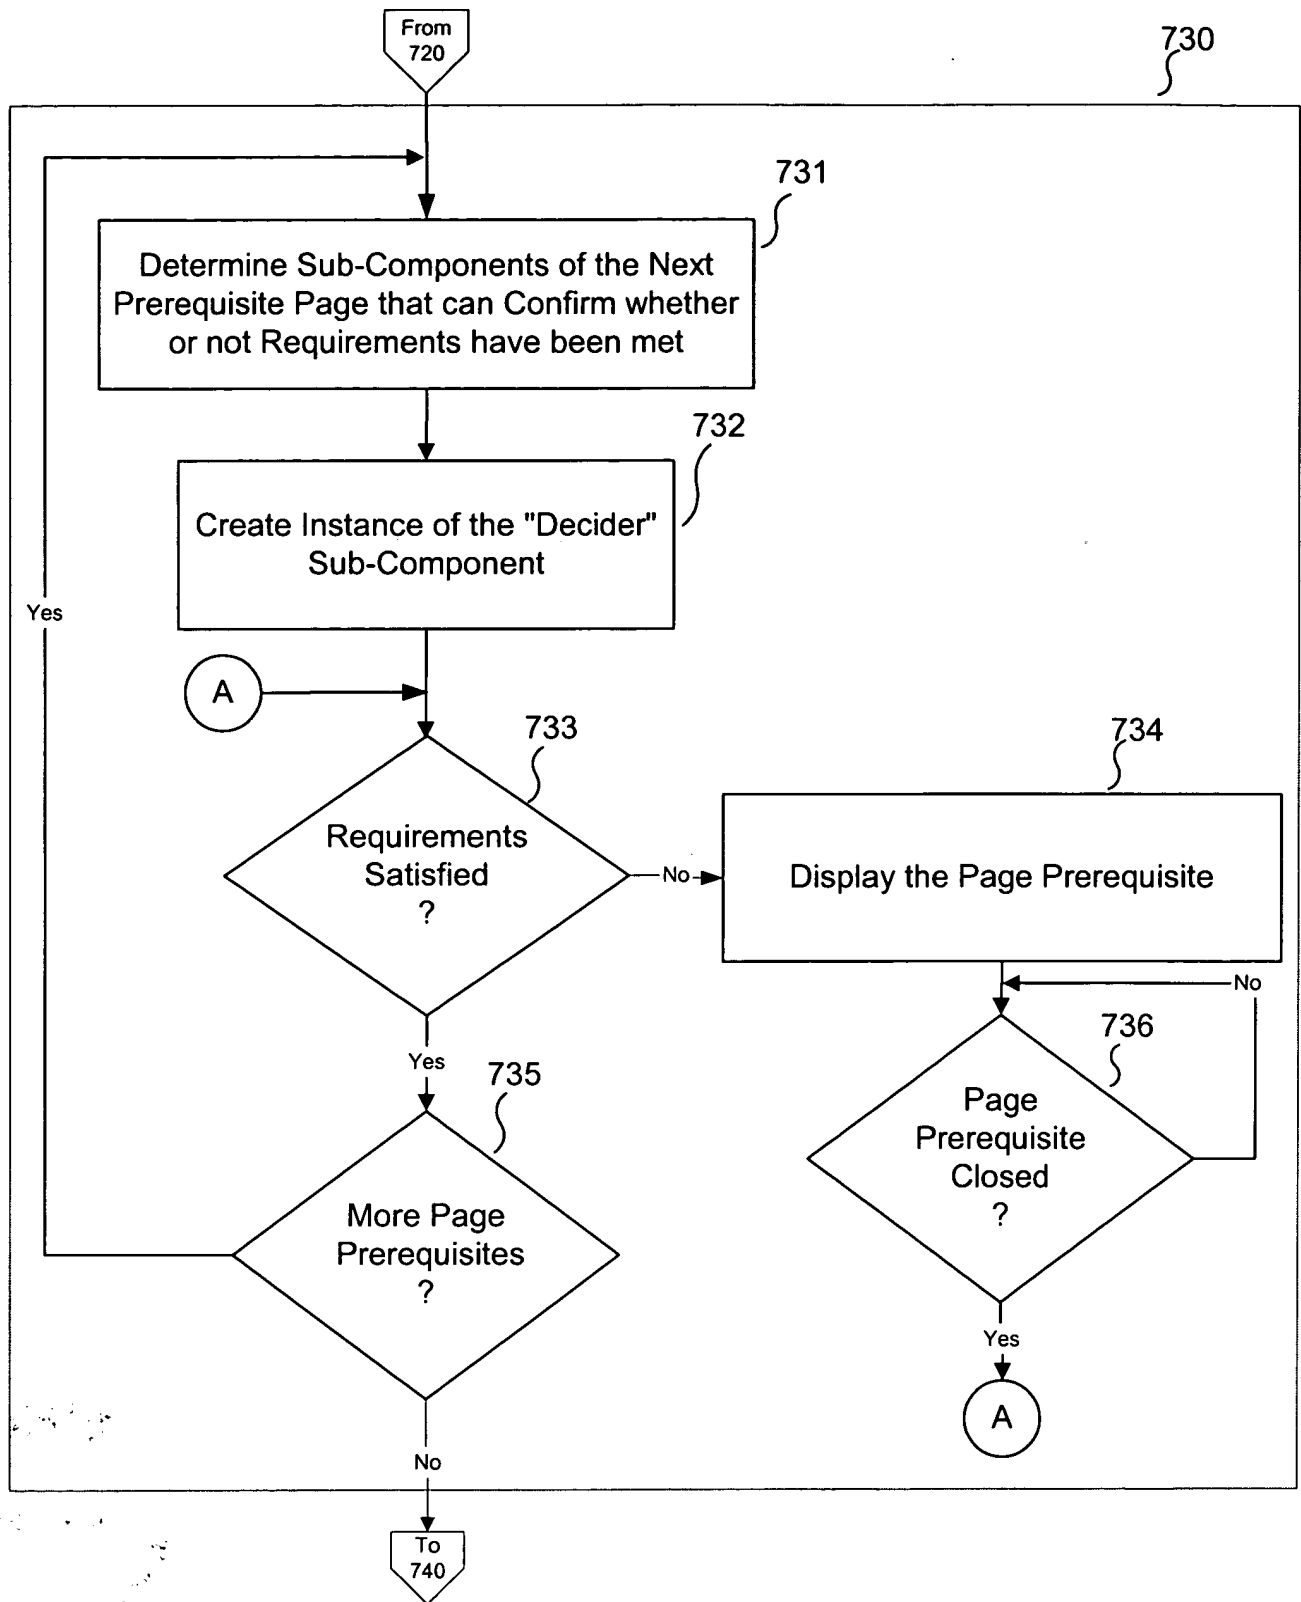 From
720
730
731
Determine Sub-Components of the Next
Prerequisite Page that can Confirm whether
or not Requirements have been met
732
Create Instance of the "Decider"
Sub-Component
Yes
A
733
Requirements
Satisfied
?
No
734
Display the Page Prerequisite
No
736
Page
Prerequisite
Closed
?
Yes
A
Yes
735
More Page
Prerequisites
?
No
To
740